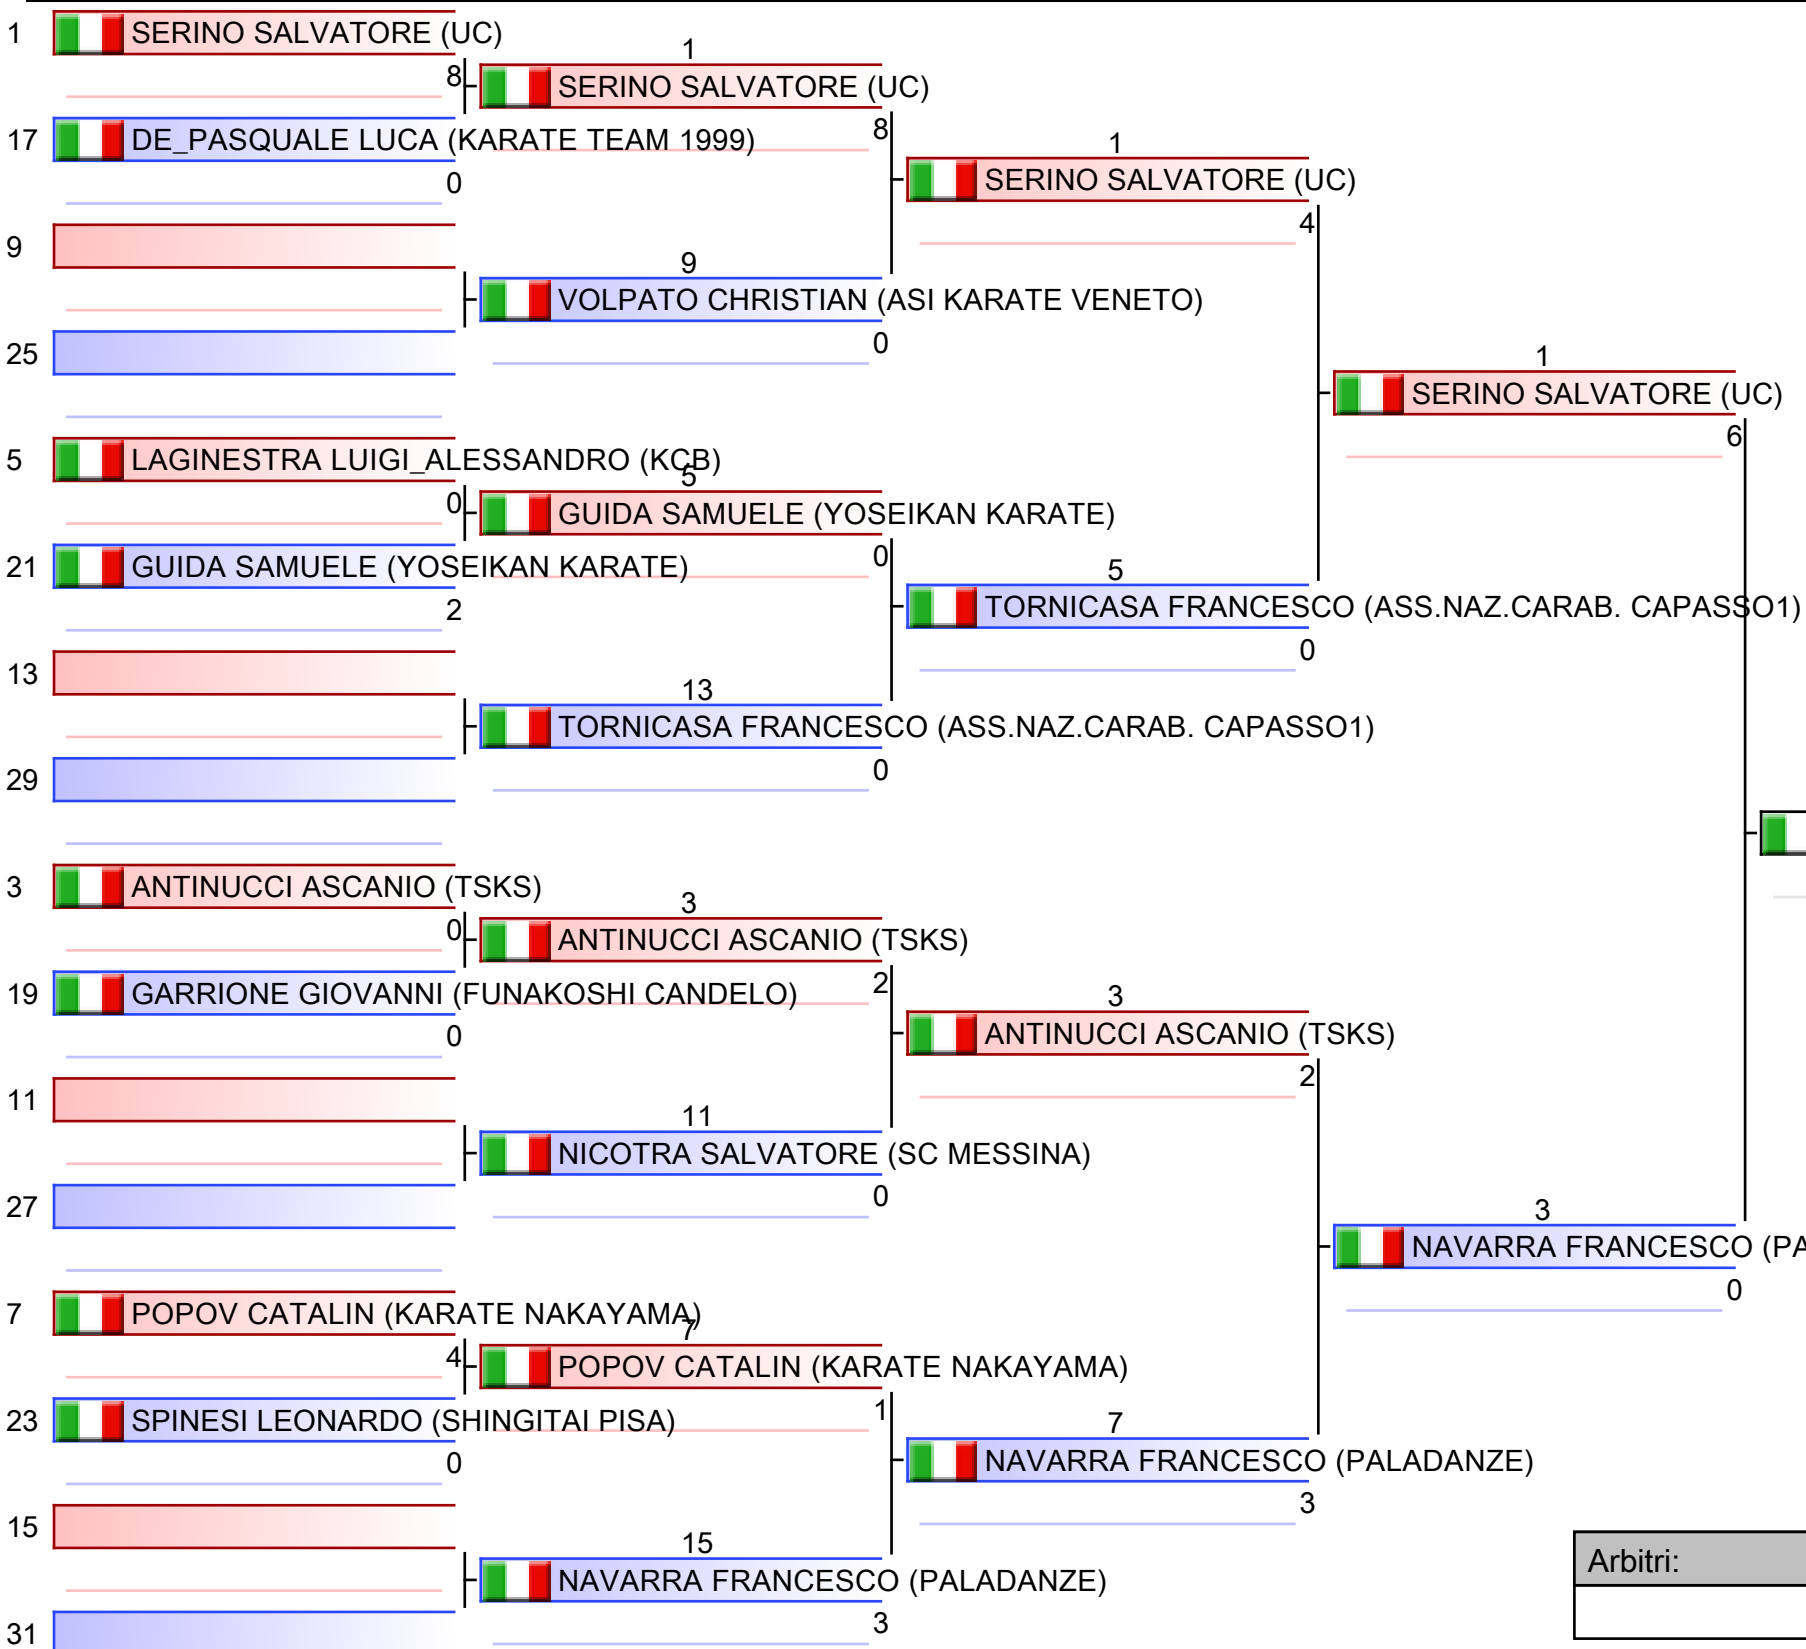 1 SERINO SALVATORE (UC)
8
17 DE_PASQUALE LUCA (KARATE TEAM 1999)
0
9
25
5 LAGINESTRA LUIGI_ALESSANDRO (KCB)
0
21 GUIDA SAMUELE (YOSEIKAN KARATE)
2
13
29
3 ANTINUCCI ASCANIO (TSKS)
0
19 GARRIONE GIOVANNI (FUNAKOSHI CANDELO)
0
11
27
7 POPOV CATALIN (KARATE NAKAYAMA)
4
23 SPINESI LEONARDO (SHINGITAI PISA)
0
15
31
1
SERINO SALVATORE (UC)
8
9
VOLPATO CHRISTIAN (ASI KARATE VENETO)
0
5
GUIDA SAMUELE (YOSEIKAN KARATE)
0
13
TORNICASA FRANCESCO (ASS.NAZ.CARAB. CAPASSO1)
0
3
ANTINUCCI ASCANIO (TSKS)
2
11
NICOTRA SALVATORE (SC MESSINA)
0
7
POPOV CATALIN (KARATE NAKAYAMA)
1
15
NAVARRA FRANCESCO (PALADANZE)
3
1
SERINO SALVATORE (UC)
4
5
TORNICASA FRANCESCO (ASS.NAZ.CARAB. CAPASSO1)
0
3
ANTINUCCI ASCANIO (TSKS)
2
7
NAVARRA FRANCESCO (PALADANZE)
3
1
SERINO SALVATORE (UC)
6
3
NAVARRA FRANCESCO (PA
0
Arbitri: